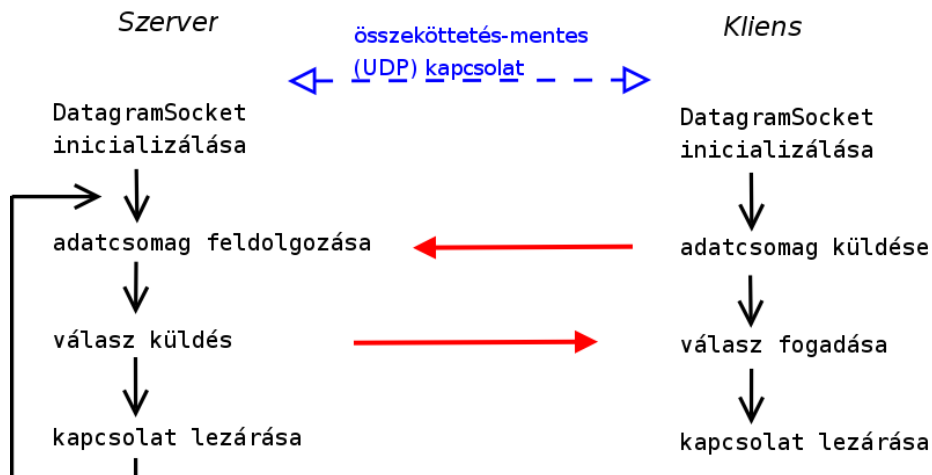 Szerver
összeköttetés-mentes
(UDP) kapcsolat
Kliens
DatagramSocket
inicializálása
DatagramSocket
inicializálása
adatcsomag feldolgozása
adatcsomag küldése
válasz küldés
válasz fogadása
kapcsolat lezárása
kapcsolat lezárása